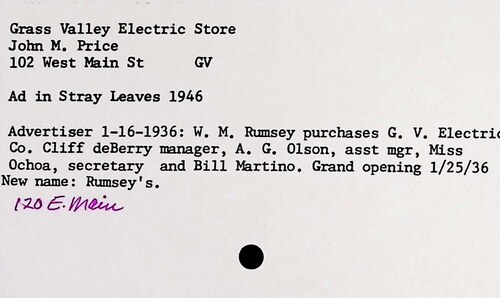 Grass Valley Electric Store
John M. Price
102 West Main St GV
Ad in Stray Leaves 1946
Advertiser 1-16-1936: W. M. Rumsey purchases G. V. Electric
Co. Cliff deBerry manager, A. G. Olson, asst mgr, Miss
Ochoa, secretary and Bill Martino. Grand opening 1/25/36
New name: Rumsey's.
120 E. Main